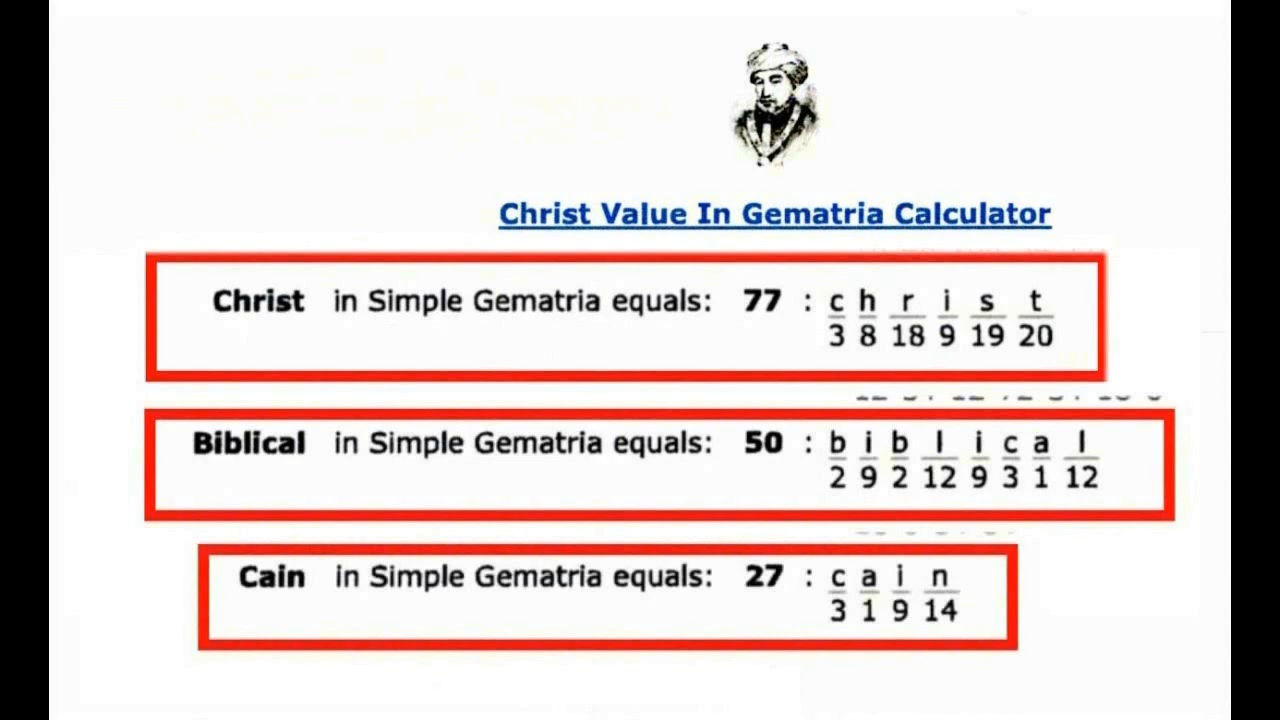 Christ Value In Gematria Calculator
Christ in Simple Gematria equals: 77 : c h r i s t
3 8 18 9 19 20
Biblical in Simple Gematria equals: 50 : b i b l i c a l
2 9 2 12 9 3 1 12
Cain in Simple Gematria equals: 27 : c a i n
3 1 9 14